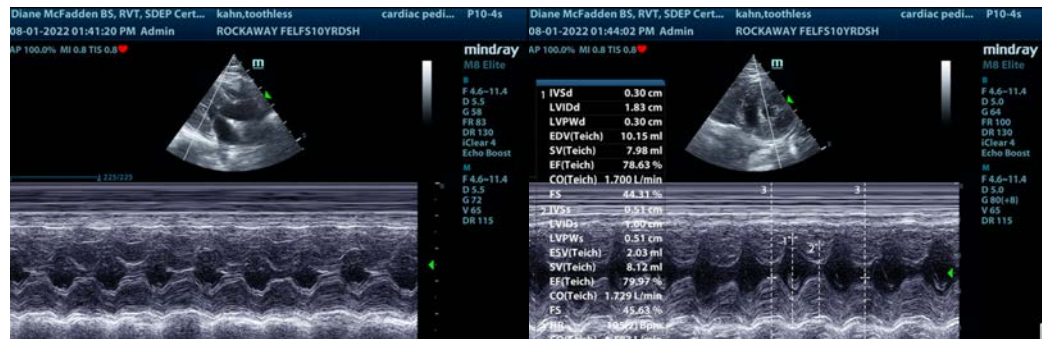 Diane McFadden BS, RVT, SDEP Cert... kahn,toothless cardiac pedi... P10-4s
08-01-2022 01:41:20 PM Admin ROCKAWAY FELFS10YRDSH
AP 100.0% MI 0.8 TIS 0.8
mindray
M8 Elite
m
B
F 4.6~11.4
D 5.5
G 58
FR 83
DR 130
iClear 4
Echo Boost
M
F 4.6~11.4
D 5.5
G 72
V 65
DR 115
225/225
Diane McFadden BS, RVT, SDEP Cert... kahn,toothless cardiac pedi... P10-4s
08-01-2022 01:44:02 PM Admin ROCKAWAY FELFS10YRDSH
AP 100.0% MI 0.8 TIS 0.8
mindray
M8 Elite
m
B
F 4.6~11.4
D 5.0
G 64
FR 100
DR 130
iClear 4
Echo Boost
M
F 4.6~11.4
D 5.0
G 80(+8)
V 65
DR 115
1 IVSd 0.30 cm
LVIDd 1.83 cm
LVPWd 0.30 cm
EDV(Teich) 10.15 ml
SV(Teich) 7.98 ml
EF(Teich) 78.63 %
CO(Teich) 1.700 L/min
FS 44.31 %
2 IVSs 0.51 cm
LVIDs 1.00 cm
LVPWs 0.51 cm
ESV(Teich) 2.03 ml
SV(Teich) 8.12 ml
EF(Teich) 79.97 %
CO(Teich) 1.729 L/min
FS 45.63 %
3 HR
3 3
1
2